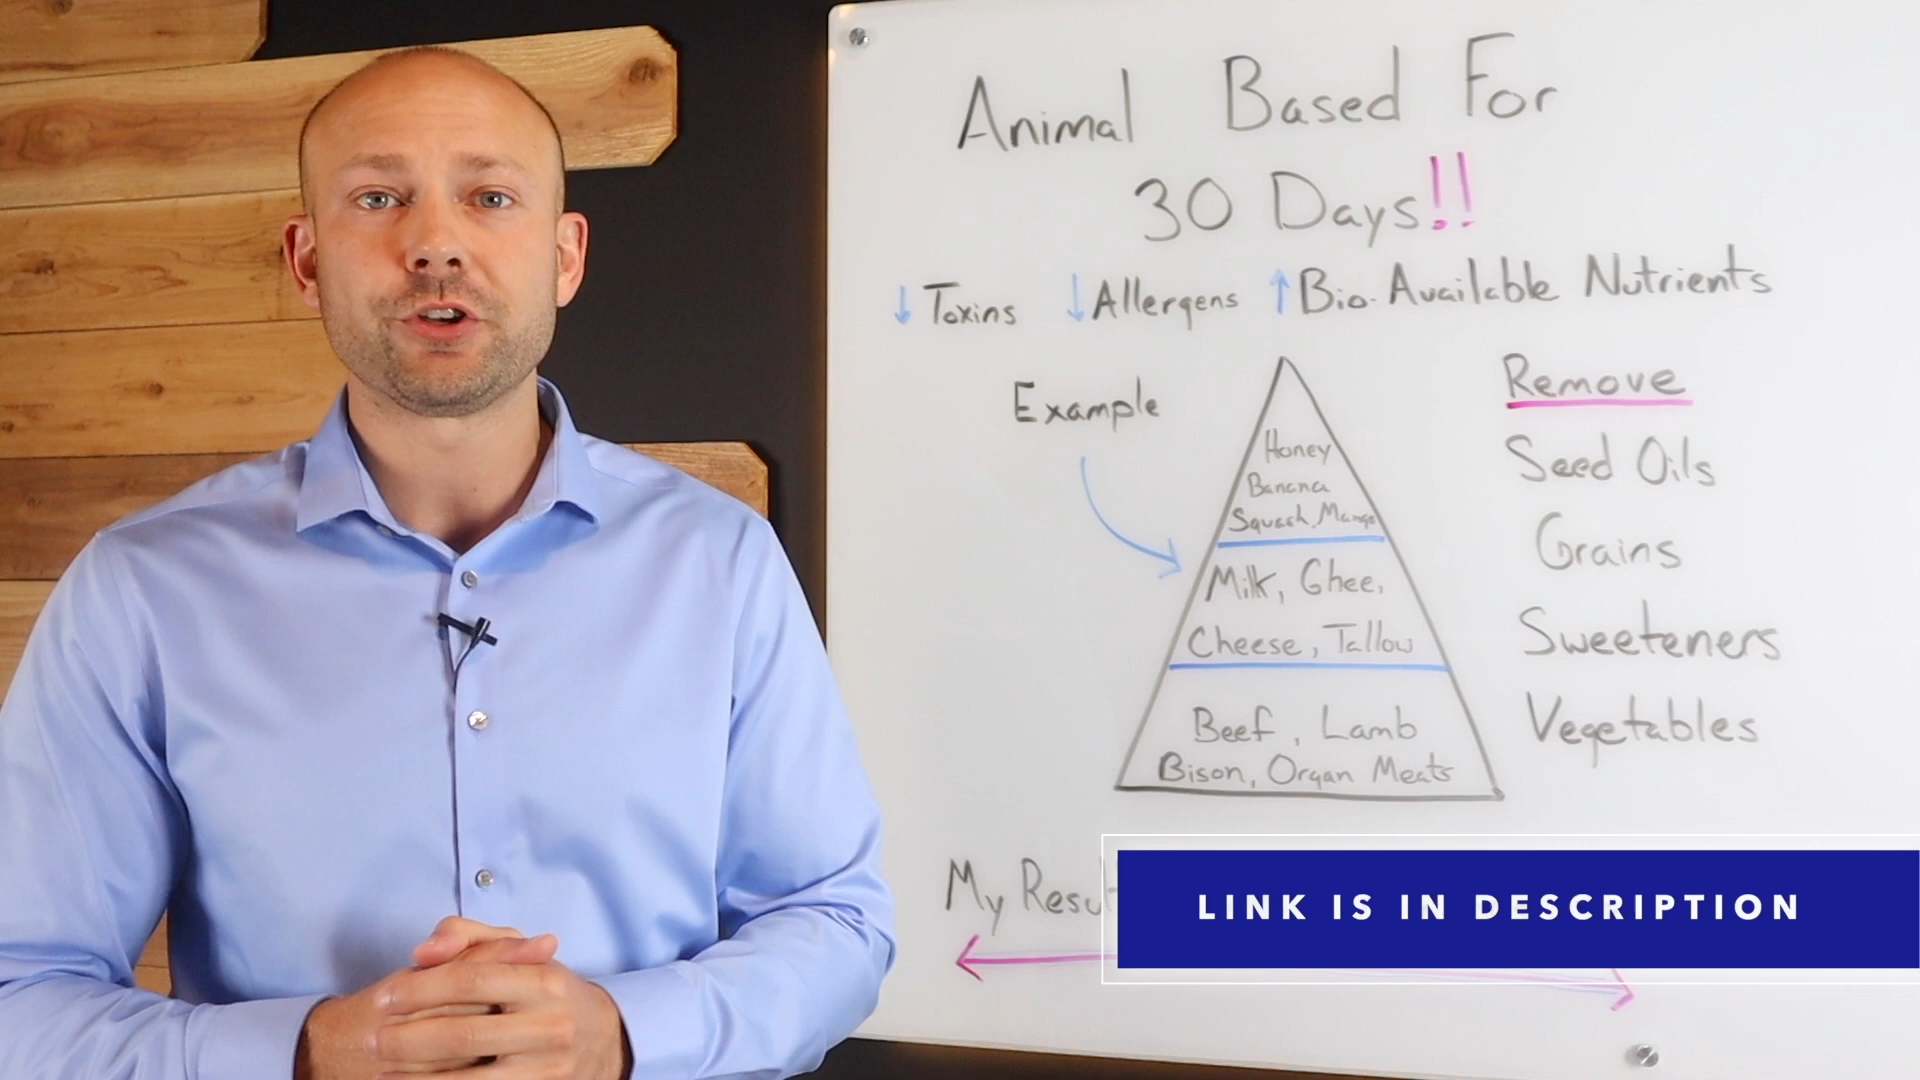 Animal Based For
30 Days!!
↓ Toxins ↓ Allergens ↑ Bio-Available Nutrients
Example
Honey
Banana
Squash, Mango
Milk, Ghee,
Cheese, Tallow
Beef, Lamb
Bison, Organ Meats
Remove
Seed Oils
Grains
Sweeteners
Vegetables
My
LINK IS IN DESCRIPTION